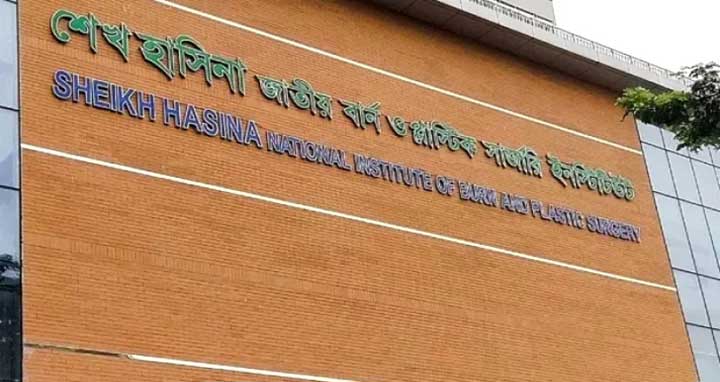 শেখ হাসিনা জাতীয় বার্ন ও প্লাস্টিক সার্জারি ইনস্টিটিউট
SHEIKH HASINA NATIONAL INSTITUTE OF BURN AND PLASTIC SURGERY